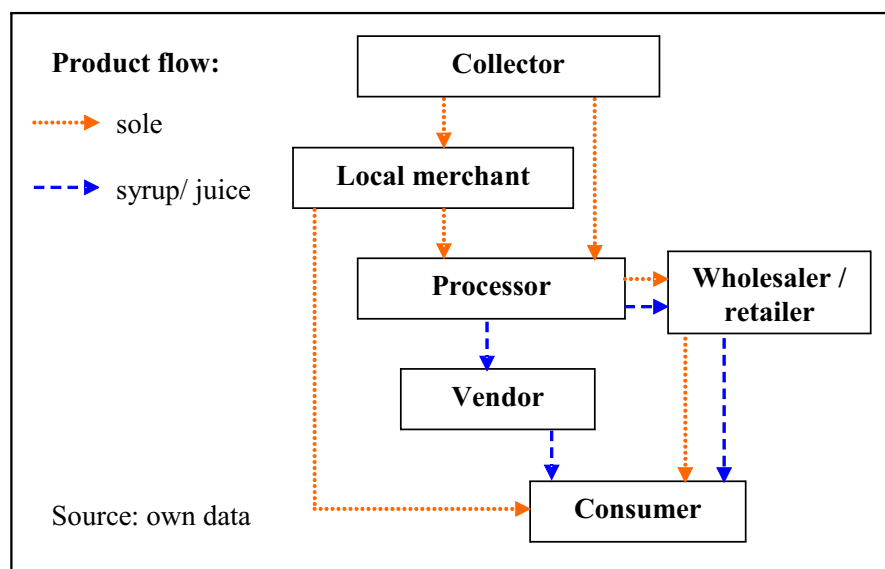 Product flow:
sole
syrup/ juice
Collector
Local merchant
Processor
Wholesaler /
retailer
Vendor
Consumer
Source: own data